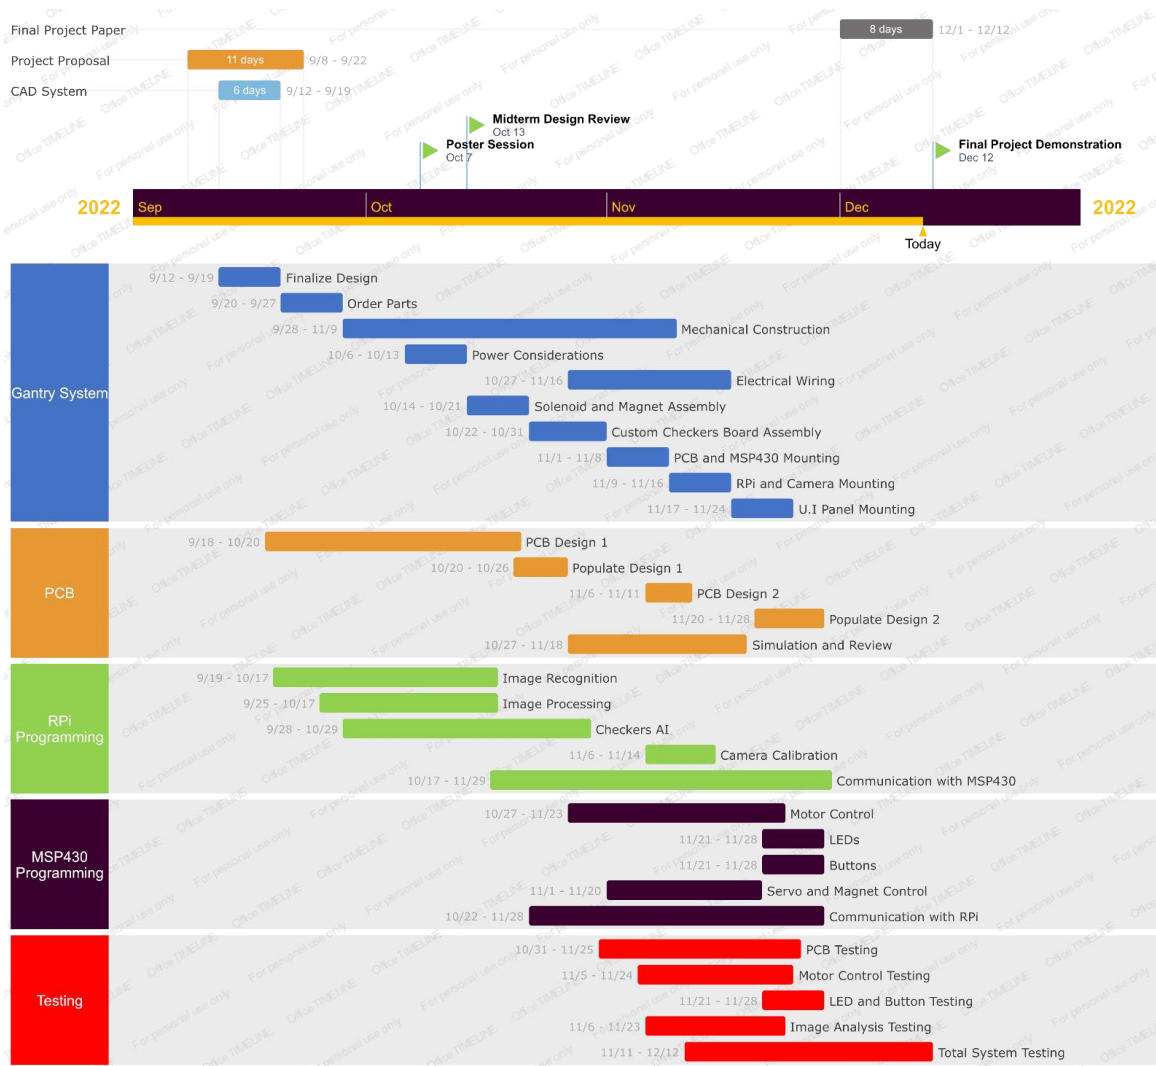 Final Project Paper 8 days 12/1 - 12/12
Project Proposal 11 days 9/8 - 9/22
CAD System 6 days 9/12 - 9/19
Midterm Design Review
Oct 13
Poster Session
Oct 7
Final Project Demonstration
Dec 12
2022 Sep Oct Nov Dec 2022
Today
Gantry System
9/12 - 9/19 Finalize Design
9/20 - 9/27 Order Parts
9/28 - 11/9 Mechanical Construction
10/6 - 10/13 Power Considerations
10/27 - 11/16 Electrical Wiring
10/14 - 10/21 Solenoid and Magnet Assembly
10/22 - 10/31 Custom Checkers Board Assembly
11/1 - 11/8 PCB and MSP430 Mounting
11/9 - 11/16 RPi and Camera Mounting
11/17 - 11/24 U.I Panel Mounting
PCB
9/18 - 10/20 PCB Design 1
10/20 - 10/26 Populate Design 1
11/6 - 11/11 PCB Design 2
11/20 - 11/28 Populate Design 2
10/27 - 11/18 Simulation and Review
RPi
Programming
9/19 - 10/17 Image Recognition
9/25 - 10/17 Image Processing
9/28 - 10/29 Checkers AI
11/6 - 11/14 Camera Calibration
10/17 - 11/29 Communication with MSP430
MSP430
Programming
10/27 - 11/23 Motor Control
11/21 - 11/28 LEDs
11/21 - 11/28 Buttons
11/1 - 11/20 Servo and Magnet Control
10/22 - 11/28 Communication with RPi
Testing
10/31 - 11/25 PCB Testing
11/5 - 11/24 Motor Control Testing
11/21 - 11/28 LED and Button Testing
11/6 - 11/23 Image Analysis Testing
11/11 - 12/12 Total System Testing
Office TIMELINE
For personal use only